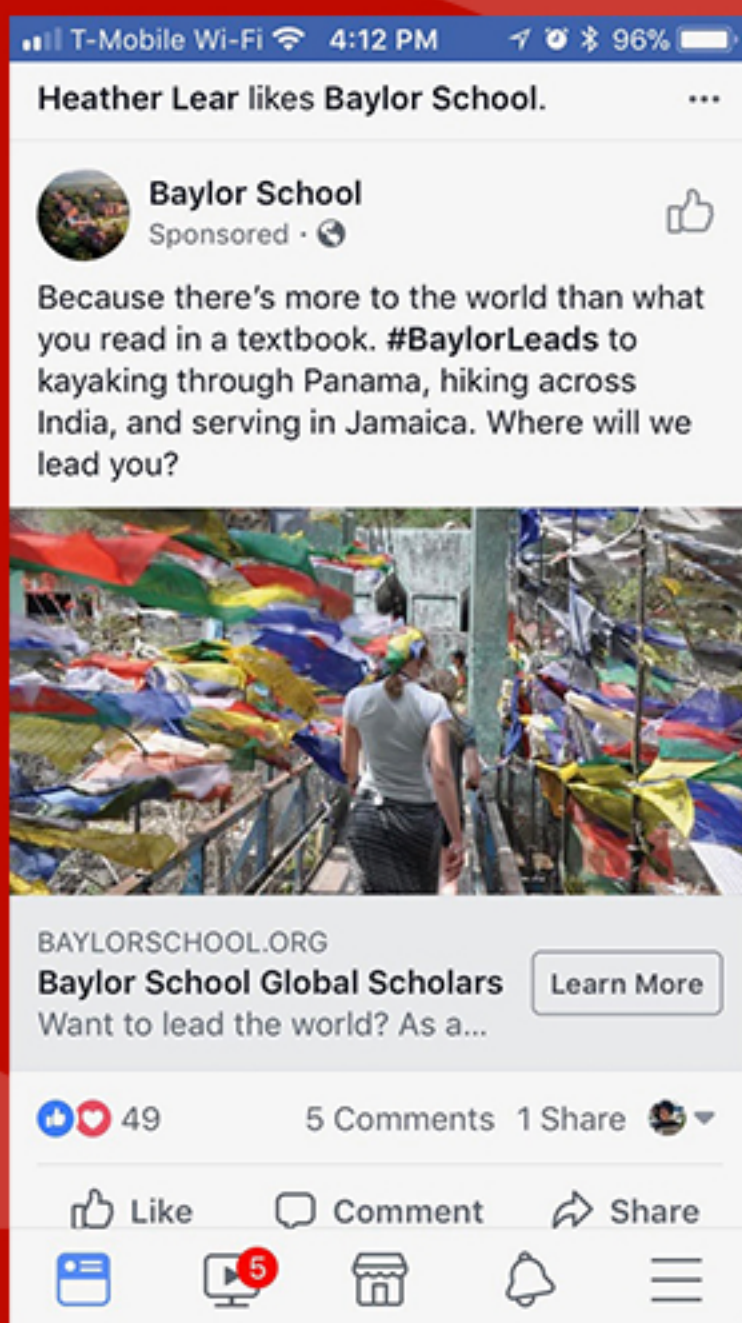 T-Mobile Wi-Fi 4:12 PM 96%
Heather Lear likes Baylor School.
Baylor School
Sponsored ·
Because there's more to the world than what
you read in a textbook. #BaylorLeads to
kayaking through Panama, hiking across
India, and serving in Jamaica. Where will we
lead you?
BAYLORSCHOOL.ORG
Baylor School Global Scholars
Learn More
Want to lead the world? As a...
49 5 Comments 1 Share
Like Comment Share
5